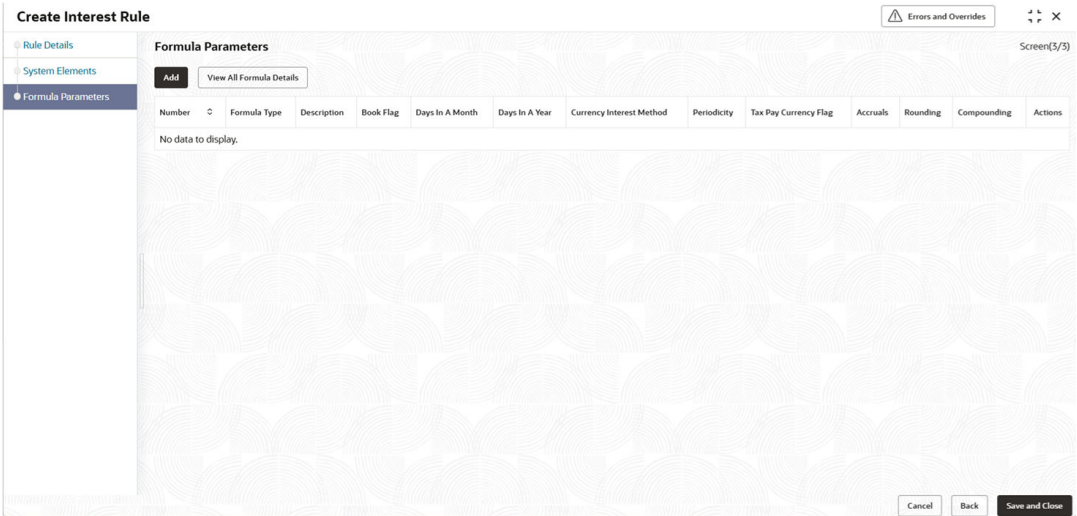 Create Interest Rule
Errors and Overrides
Rule Details
System Elements
Formula Parameters
Formula Parameters
Screen(3/3)
Add
View All Formula Details
Number Formula Type Description Book Flag Days In A Month Days In A Year Currency Interest Method Periodicity Tax Pay Currency Flag Accruals Rounding Compounding Actions
No data to display.
Cancel Back Save and Close